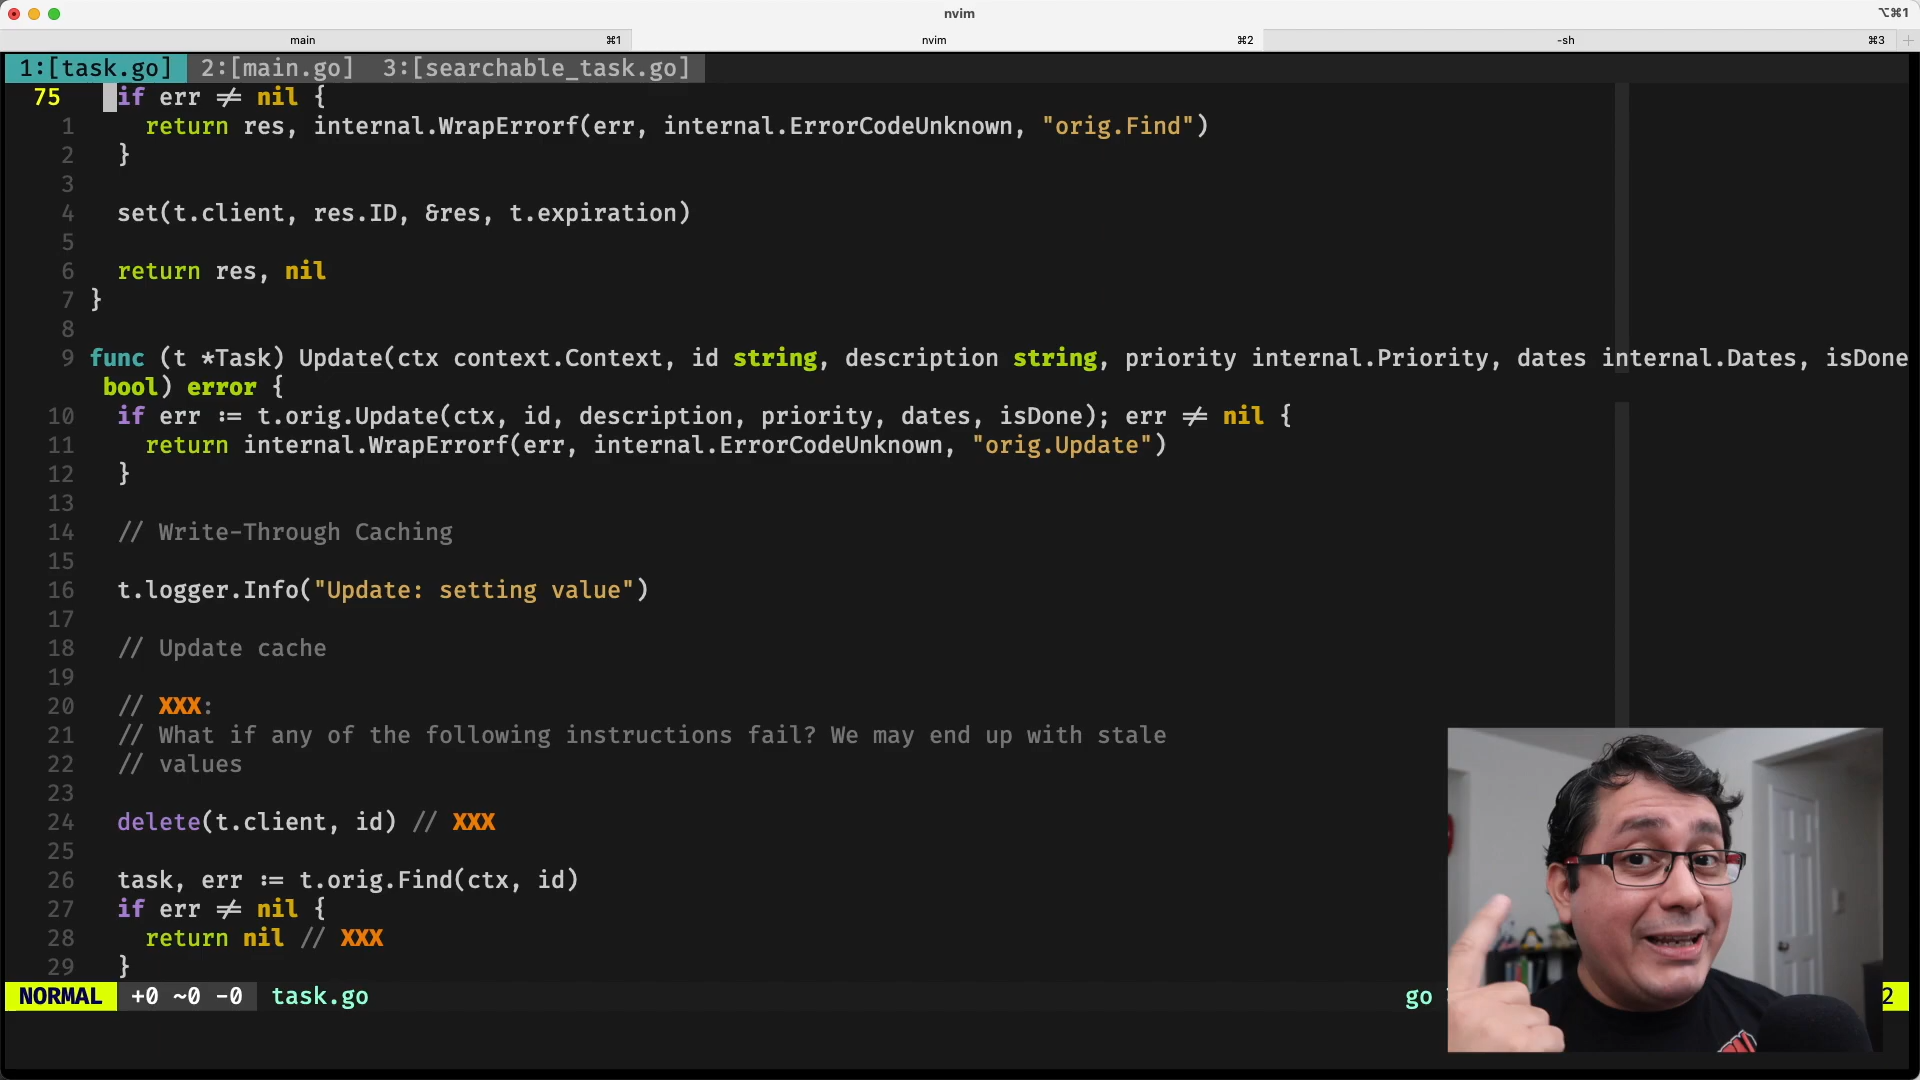 nvim
⌥⌘1
main ⌘1 nvim ⌘2 -sh ⌘3 +
1:[task.go] 2:[main.go] 3:[searchable_task.go]
75 if err ≠ nil {
1 return res, internal.WrapErrorf(err, internal.ErrorCodeUnknown, "orig.Find")
2 }
3
4 set(t.client, res.ID, &res, t.expiration)
5
6 return res, nil
7 }
8
9 func (t *Task) Update(ctx context.Context, id string, description string, priority internal.Priority, dates internal.Dates, isDone
bool) error {
10 if err := t.orig.Update(ctx, id, description, priority, dates, isDone); err ≠ nil {
11 return internal.WrapErrorf(err, internal.ErrorCodeUnknown, "orig.Update")
12 }
13
14 // Write-Through Caching
15
16 t.logger.Info("Update: setting value")
17
18 // Update cache
19
20 // XXX:
21 // What if any of the following instructions fail? We may end up with stale
22 // values
23
24 delete(t.client, id) // XXX
25
26 task, err := t.orig.Find(ctx, id)
27 if err ≠ nil {
28 return nil // XXX
29 }
NORMAL +0 ~0 -0 task.go go 2